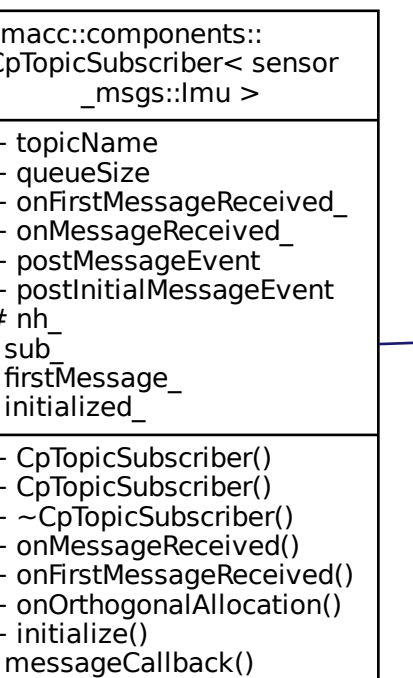 macc::components::
CpTopicSubscriber< sensor
_msgs::Imu >
- topicName
- queueSize
- onFirstMessageReceived_
- onMessageReceived_
- postMessageEvent
- postInitialMessageEvent
# nh_
sub_
firstMessage_
initialized_
- CpTopicSubscriber()
- CpTopicSubscriber()
- ~CpTopicSubscriber()
- onMessageReceived()
- onFirstMessageReceived()
- onOrthogonalAllocation()
- initialize()
messageCallback()